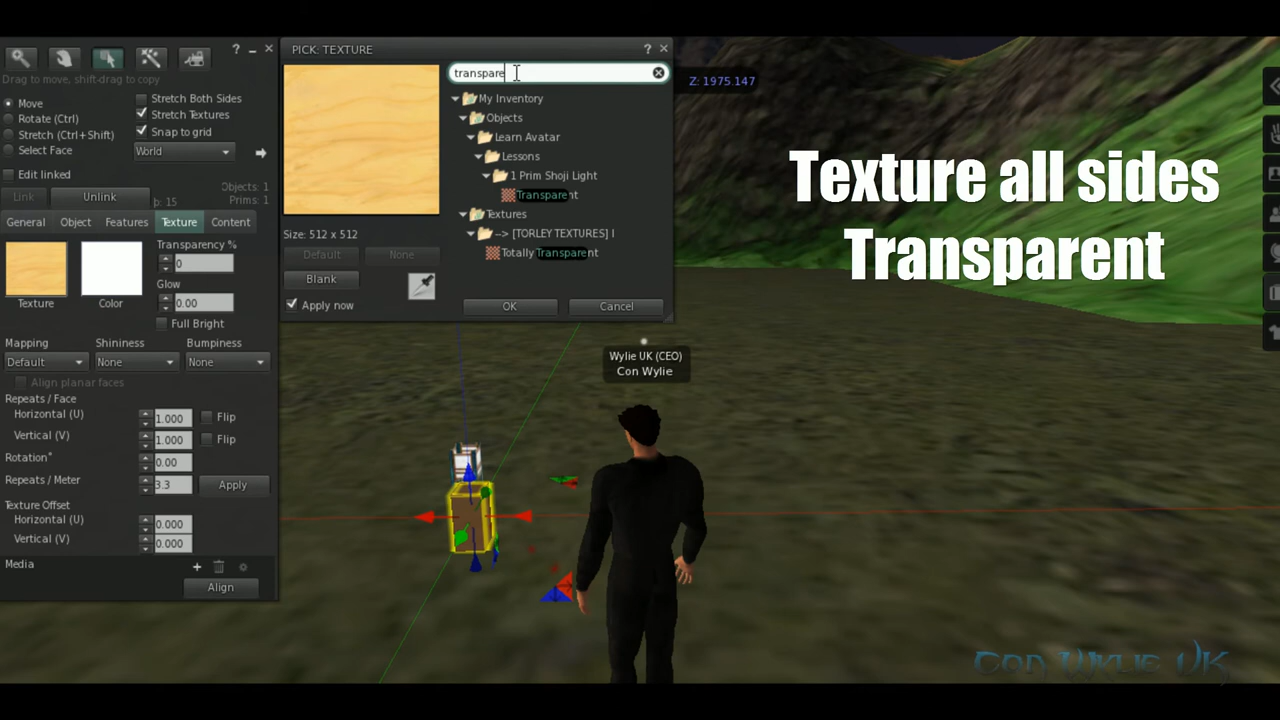 PICK: TEXTURE
Drag to move, shift-drag to copy
Move
Rotate (Ctrl)
Stretch (Ctrl+Shift)
Select Face
Edit linked
Stretch Both Sides
Stretch Textures
Snap to grid
World
Link
Unlink
Objects: 1
Prims: 1
General
Object
Features
Texture
Content
Texture
Color
Transparency %
0
Glow
0.00
Full Bright
Mapping
Shininess
Bumpiness
Default
None
None
Align planar faces
Repeats / Face
Horizontal (U)
1.000
Flip
Vertical (V)
1.000
Flip
Rotation°
0.00
Repeats / Meter
3.3
Apply
Texture Offset
Horizontal (U)
0.000
Vertical (V)
0.000
Media
Align
transpare
My Inventory
Objects
Learn Avatar
Lessons
1 Prim Shoji Light
Transparent
Textures
--> [TORLEY TEXTURES] I
Totally Transparent
Size: 512 x 512
Default
None
Blank
Apply now
OK
Cancel
Z: 1975.147
Texture all sides
Transparent
Wylie UK (CEO)
Con Wylie
Con Wylie UK